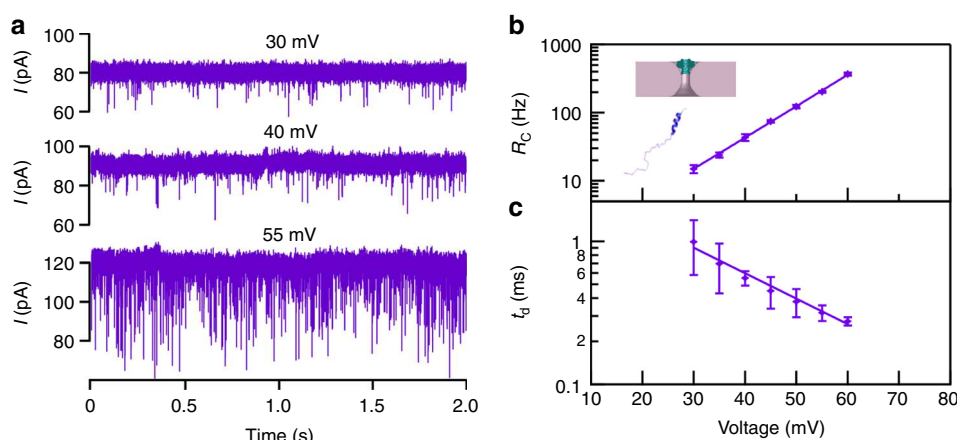 a
30 mV
I (pA)
100
80
60
40 mV
I (pA)
100
80
60
55 mV
I (pA)
120
100
80
0 0.5 1.0 1.5 2.0
Time (s)
b
R_C (Hz)
1000
100
10
c
t_d (ms)
1
8
6
4
2
0.1
10 20 30 40 50 60 70 80
Voltage (mV)